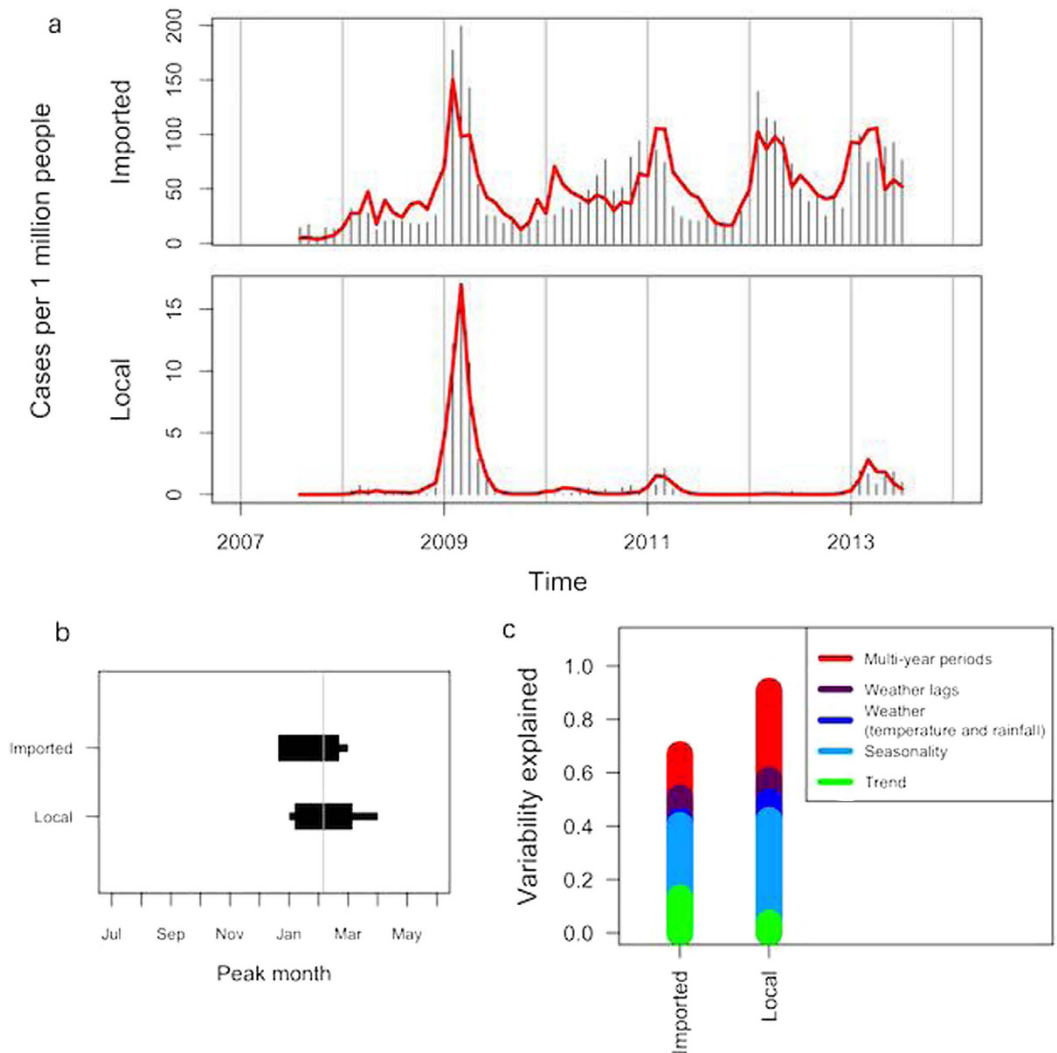 a
Cases per 1 million people
Imported
0
50
100
150
200
Local
0
5
10
15
2007
2009
2011
2013
Time
b
Imported
Local
Jul
Sep
Nov
Jan
Mar
May
Peak month
c
Variability explained
1.0
0.8
0.6
0.4
0.2
0.0
Imported
Local
Multi-year periods
Weather lags
Weather
(temperature and rainfall)
Seasonality
Trend